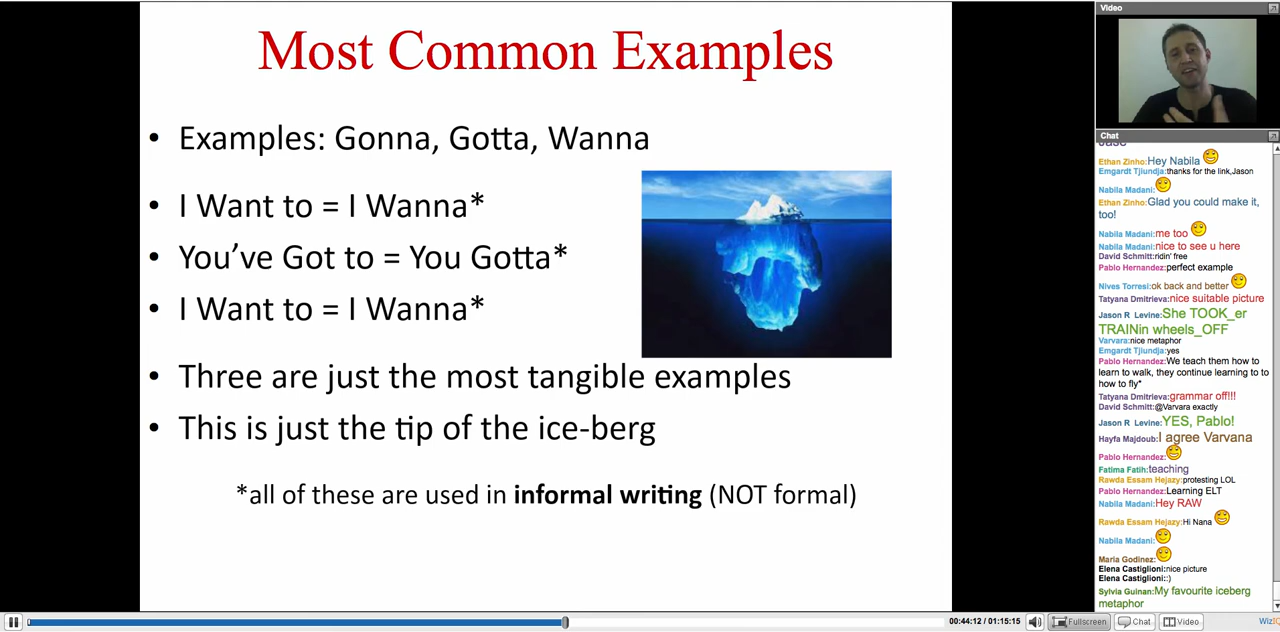 Most Common Examples
• Examples: Gonna, Gotta, Wanna
• I Want to = I Wanna*
• You've Got to = You Gotta*
• I Want to = I Wanna*
• Three are just the most tangible examples
• This is just the tip of the ice-berg
*all of these are used in informal writing (NOT formal)
Video
Chat
Ethan Zinho:Hey Nabila
Emgardt Tjiundja:thanks for the link,Jason
Nabila Madani:
Ethan Zinho:Glad you could make it,
too!
Nabila Madani:me too
Nabila Madani:nice to see u here
David Schmitt:ridin' free
Pablo Hernandez:perfect example
Nives Torresi:ok back and better
Tatyana Dmitrieva:nice suitable picture
Jason R Levine:She TOOK_er
TRAINin wheels_OFF
Varvara:nice metaphor
Emgardt Tjiundja:yes
Pablo Hernandez:We teach them how to
learn to walk, they continue learning to to
how to fly*
Tatyana Dmitrieva:grammar off!!!
David Schmitt:@Varvara exactly
Jason R Levine:YES, Pablo!
Hayfa Majdoub:I agree Varvana
Pablo Hernandez:
Fatima Fatih:teaching
Rawda Essam Hejazy:protesting LOL
Pablo Hernandez:Learning ELT
Nabila Madani:Hey RAW
Rawda Essam Hejazy:Hi Nana
Nabila Madani:
Maria Godinez:
Elena Castiglioni:nice picture
Elena Castiglioni::)
Sylvia Guinan:My favourite iceberg
metaphor
00:44:12 / 01:15:15
Fullscreen
Chat
Video